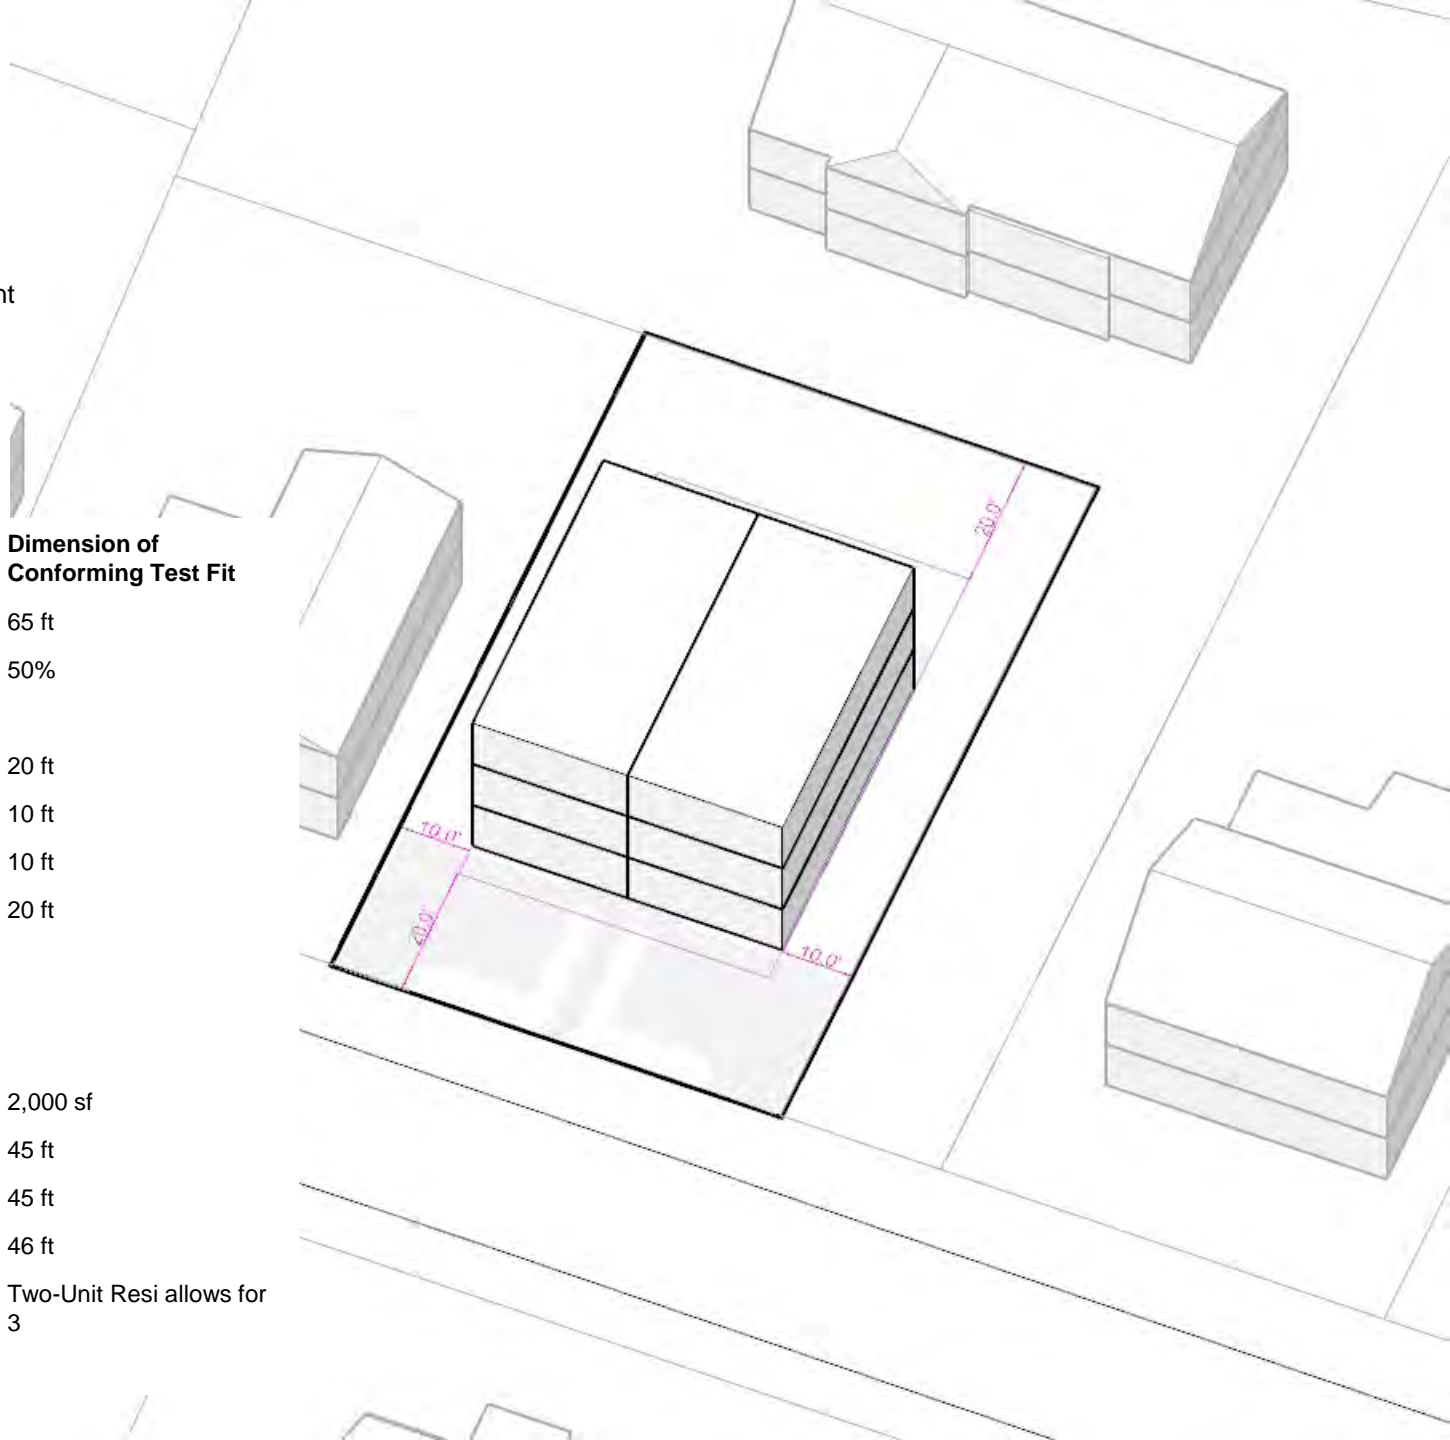 nt
Dimension of
Conforming Test Fit
65 ft
50%
20 ft
10 ft
10 ft
20 ft
2,000 sf
45 ft
45 ft
46 ft
Two-Unit Resi allows for
3
20.0'
10.0'
20.0'
10.0'